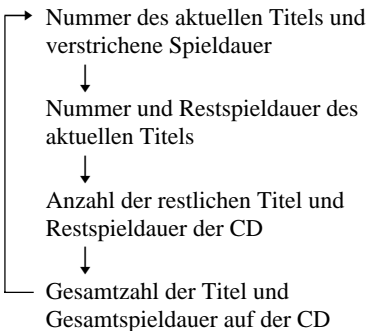 Nummer des aktuellen Titels und
verstrichene Spieldauer
Nummer und Restspieldauer des
aktuellen Titels
Anzahl der restlichen Titel und
Restspieldauer der CD
Gesamtzahl der Titel und
Gesamtspieldauer auf der CD